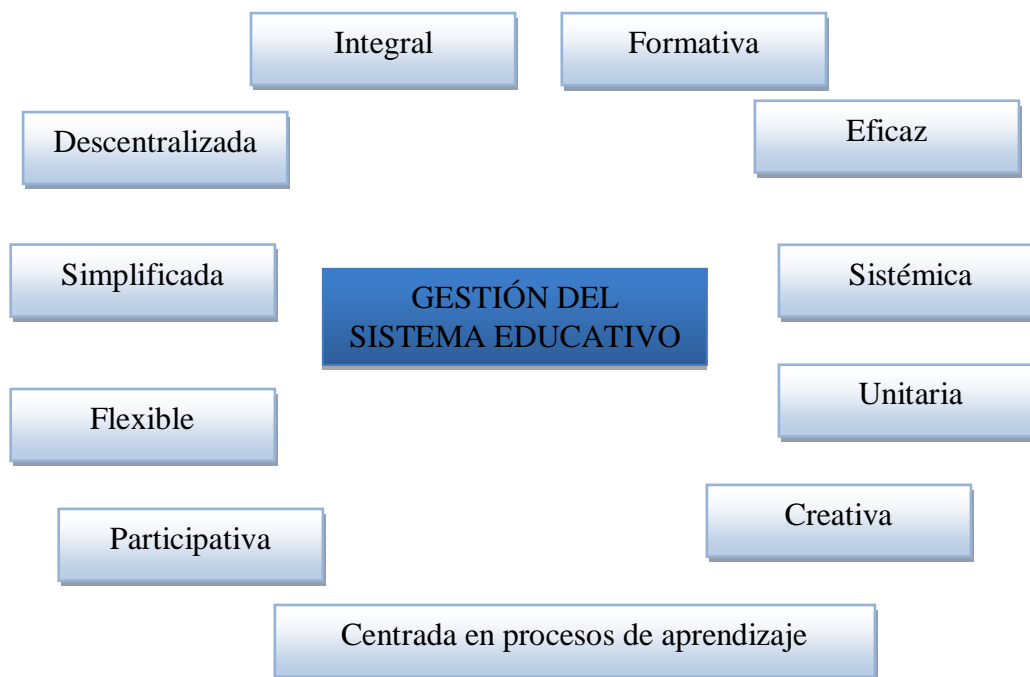 Integral
Formativa
Descentralizada
Eficaz
Simplificada
Sistémica
GESTIÓN DEL
SISTEMA EDUCATIVO
Flexible
Unitaria
Participativa
Creativa
Centrada en procesos de aprendizaje